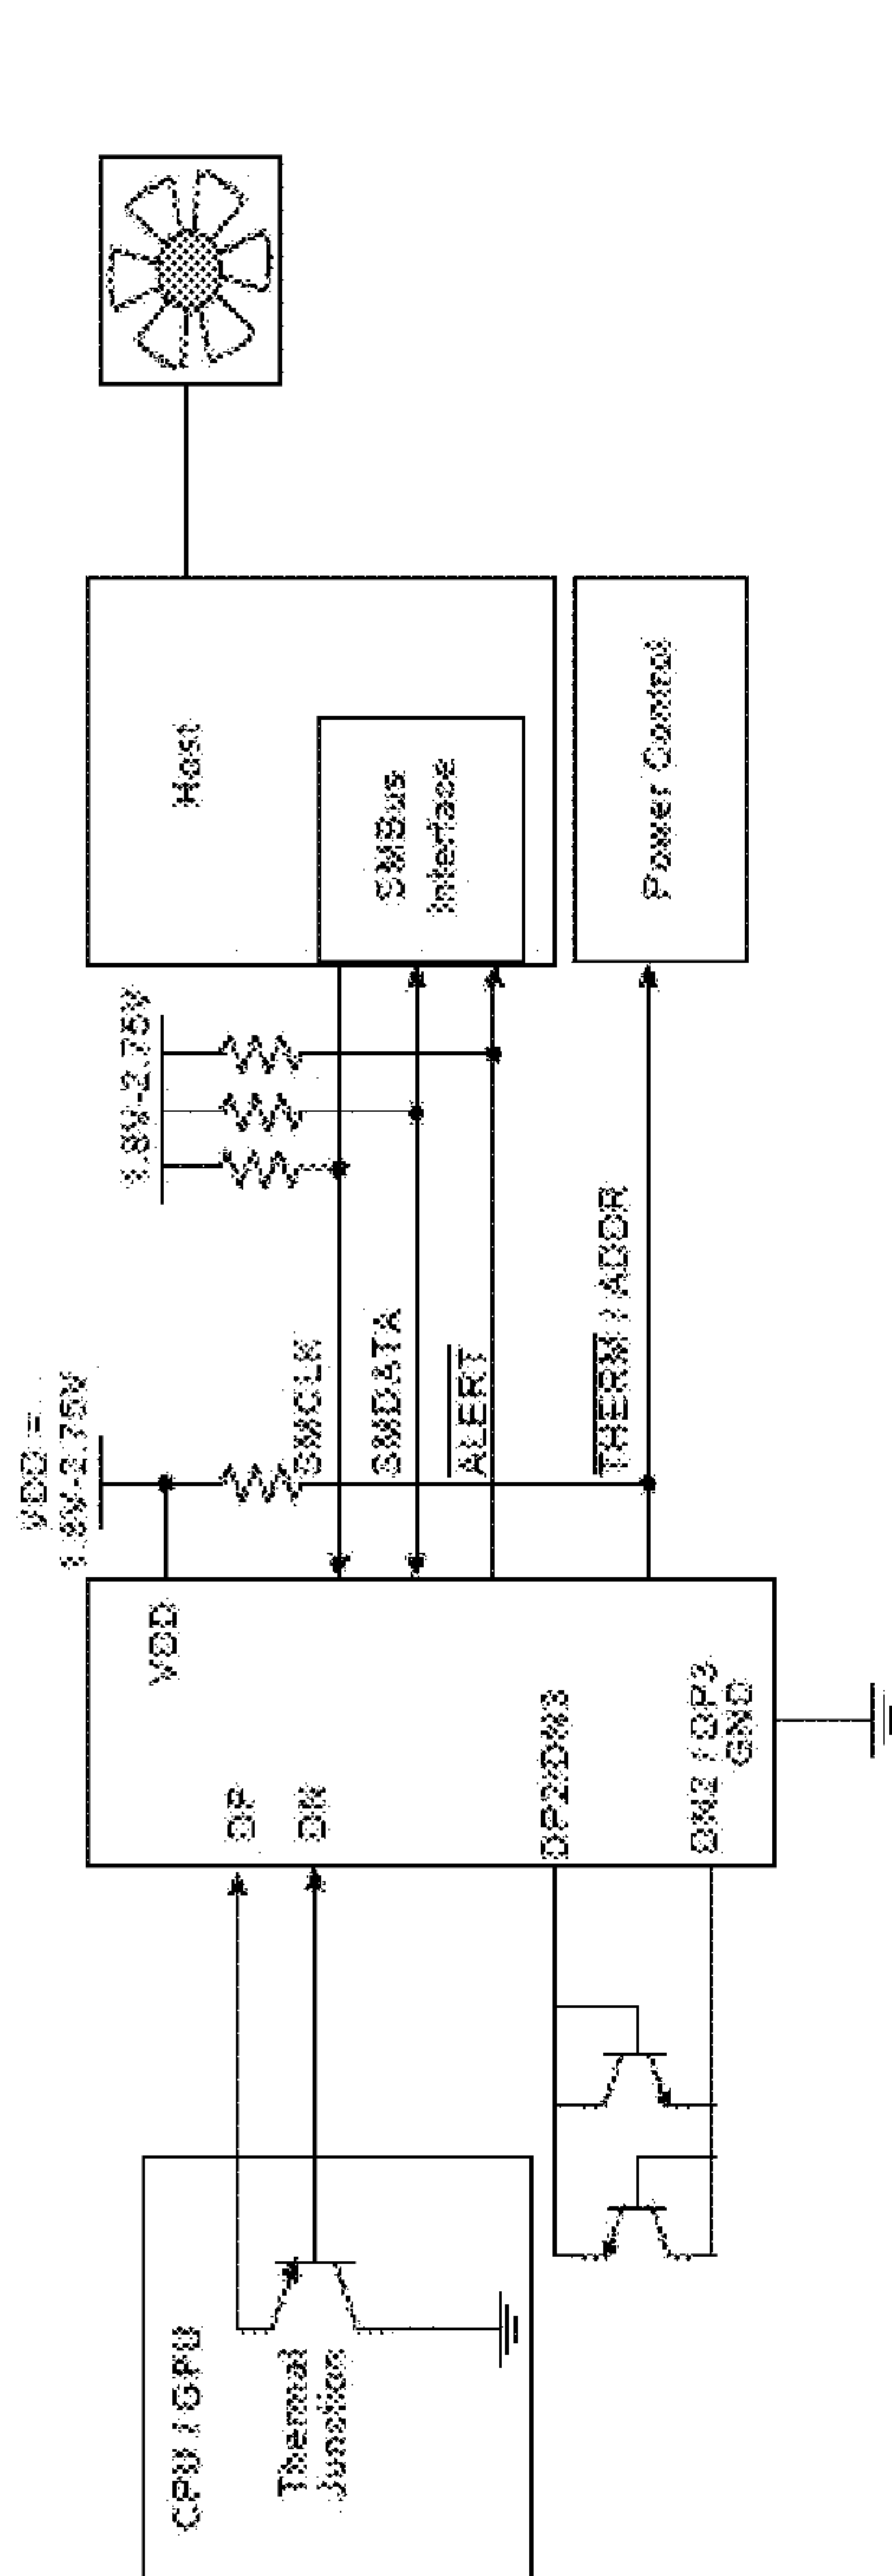 CPU / GPU
Thermal
Junction
DP
DN
VDD
DP2/DN3
DN2 / DP3
GND
VDD =
1.8V-2.75V
SMCLK
SMDATA
ALERT
THERM / ADDR
1.8V-2.75V
Host
SMBus
Interface
Power Control